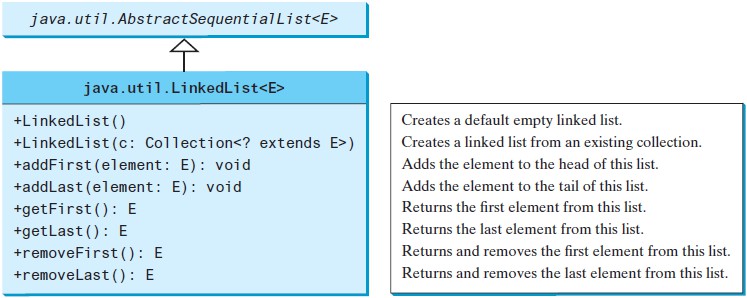 java.util.AbstractSequentialList<E>
java.util.LinkedList<E>
+LinkedList()
+LinkedList(c: Collection<? extends E>)
+addFirst(element: E): void
+addLast(element: E): void
+getFirst(): E
+getLast(): E
+removeFirst(): E
+removeLast(): E
Creates a default empty linked list.
Creates a linked list from an existing collection.
Adds the element to the head of this list.
Adds the element to the tail of this list.
Returns the first element from this list.
Returns the last element from this list.
Returns and removes the first element from this list.
Returns and removes the last element from this list.